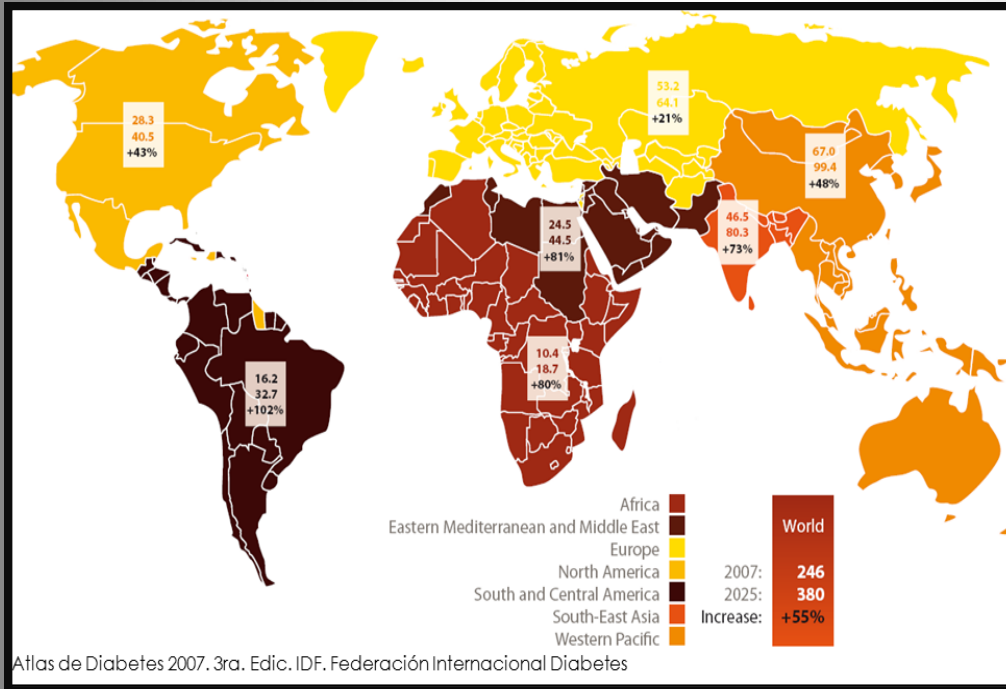 28.3
40.5
+43%
53.2
64.1
+21%
67.0
99.4
+48%
46.5
80.3
+73%
24.5
44.5
+81%
10.4
18.7
+80%
16.2
32.7
+102%
Africa
Eastern Mediterranean and Middle East
Europe
North America
South and Central America
South-East Asia
Western Pacific
World
2007: 246
2025: 380
Increase: +55%
Atlas de Diabetes 2007. 3ra. Edic. IDF. Federación Internacional Diabetes